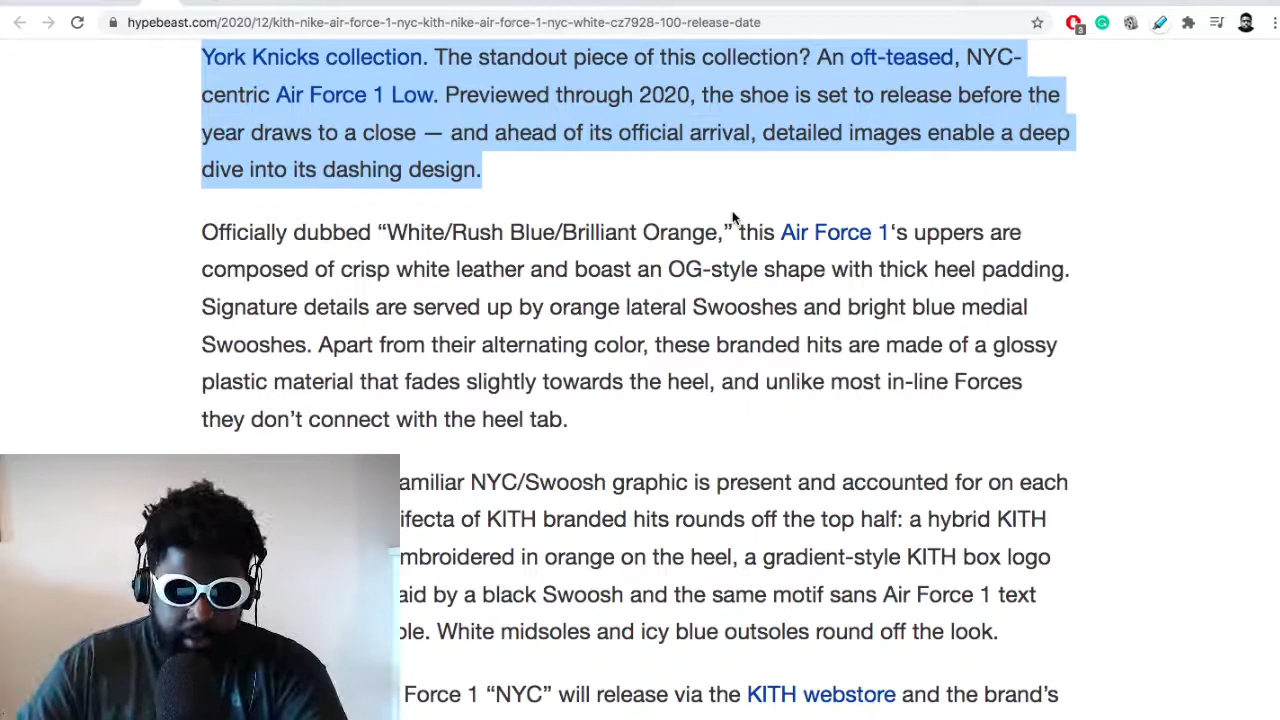 hypebeast.com/2020/12/kith-nike-air-force-1-nyc-kith-nike-air-force-1-nyc-white-cz7928-100-release-date
3
York Knicks collection. The standout piece of this collection? An oft-teased, NYC-
centric Air Force 1 Low. Previewed through 2020, the shoe is set to release before the
year draws to a close — and ahead of its official arrival, detailed images enable a deep
dive into its dashing design.
Officially dubbed “White/Rush Blue/Brilliant Orange,” this Air Force 1‘s uppers are
composed of crisp white leather and boast an OG-style shape with thick heel padding.
Signature details are served up by orange lateral Swooshes and bright blue medial
Swooshes. Apart from their alternating color, these branded hits are made of a glossy
plastic material that fades slightly towards the heel, and unlike most in-line Forces
they don’t connect with the heel tab.
amiliar NYC/Swoosh graphic is present and accounted for on each
ifecta of KITH branded hits rounds off the top half: a hybrid KITH
mbroidered in orange on the heel, a gradient-style KITH box logo
aid by a black Swoosh and the same motif sans Air Force 1 text
ole. White midsoles and icy blue outsoles round off the look.
Force 1 “NYC” will release via the KITH webstore and the brand’s